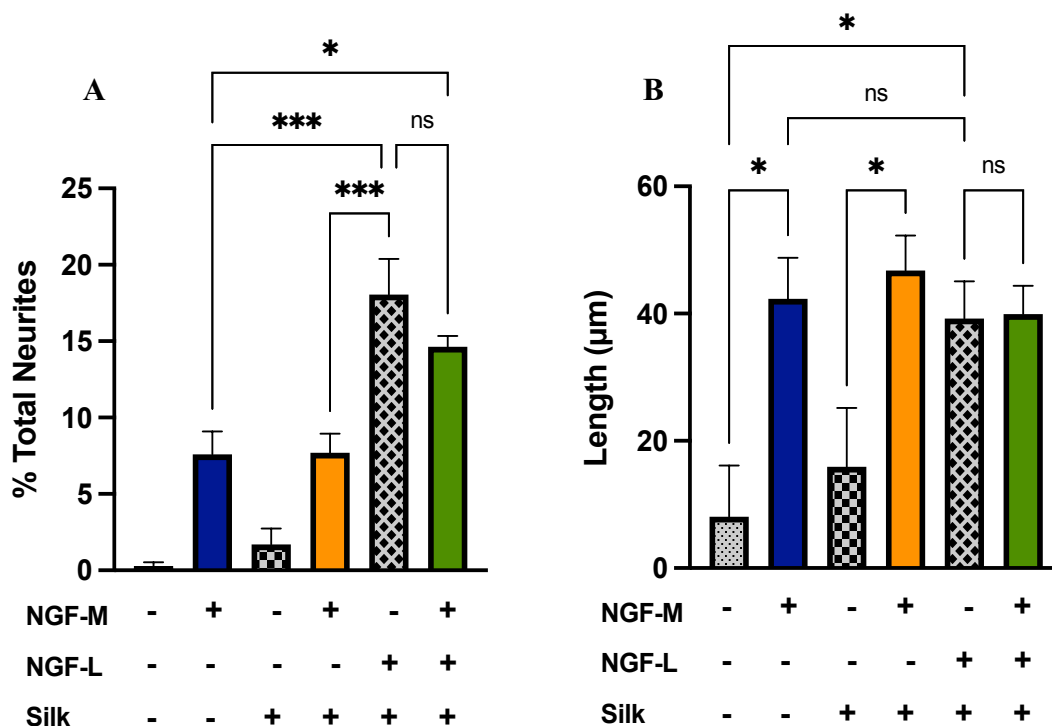 A
*
***
ns
***
% Total Neurites
25
20
15
10
5
0
NGF-M - + - + - +
NGF-L - - - - + +
Silk - - + + + +
B
*
ns
*
*
ns
Length (μm)
60
40
20
0
NGF-M - + - + - +
NGF-L - - - - + +
Silk - - + + + +